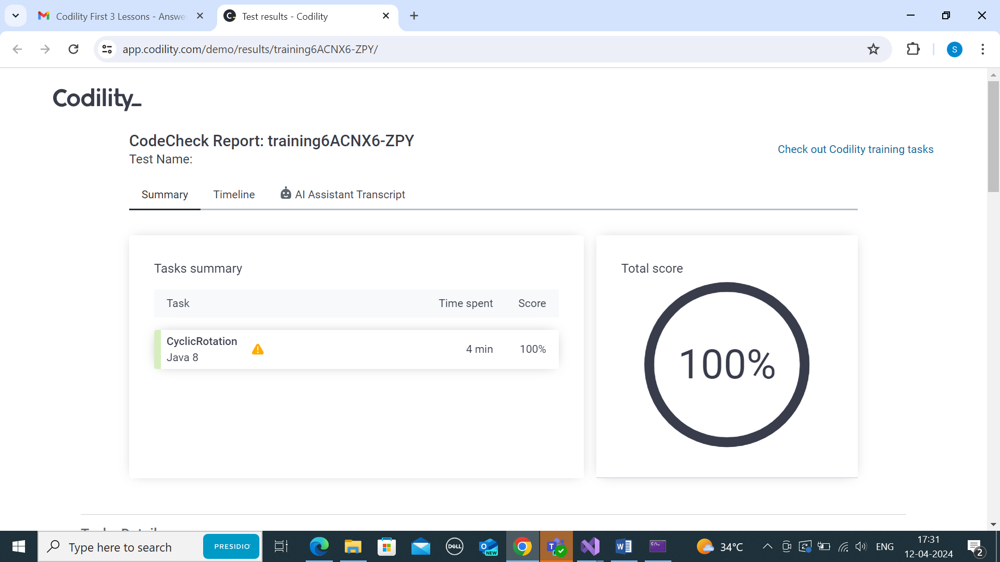 Codility First 3 Lessons - Answe
Test results - Codility
app.codility.com/demo/results/training6ACNX6-ZPY/
S
Codility_
CodeCheck Report: training6ACNX6-ZPY
Test Name:
Check out Codility training tasks
Summary
Timeline
AI Assistant Transcript
Tasks summary
Task
Time spent
Score
CyclicRotation
Java 8
4 min
100%
Total score
100%
Type here to search
PRESIDIO
DELL
NEW
34°C
ENG
17:31
12-04-2024
2